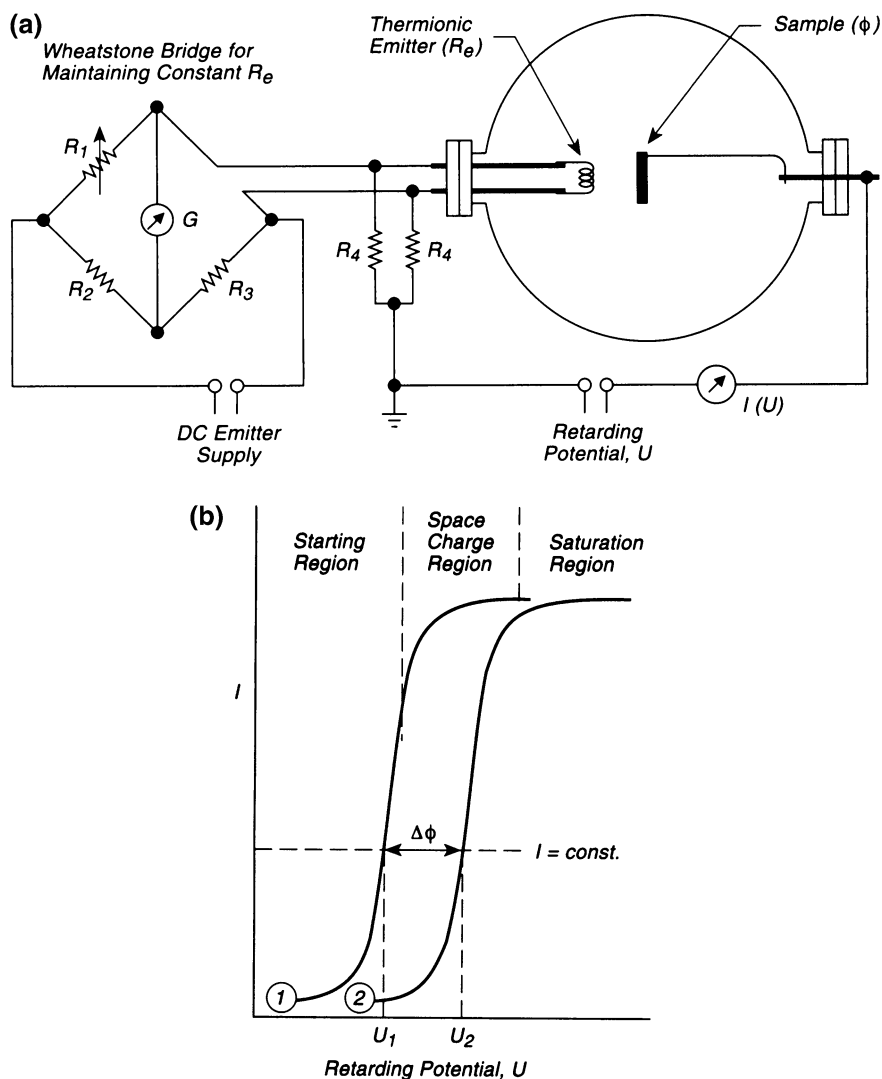 (a)
Wheatstone Bridge for
Maintaining Constant Re
Thermionic
Emitter (Re)
Sample (ϕ)
R1
G
R2
R3
R4
R4
DC Emitter
Supply
Retarding
Potential, U
I (U)
(b)
Starting
Region
Space
Charge
Region
Saturation
Region
I
Δϕ
I = const.
1
2
U1
U2
Retarding Potential, U